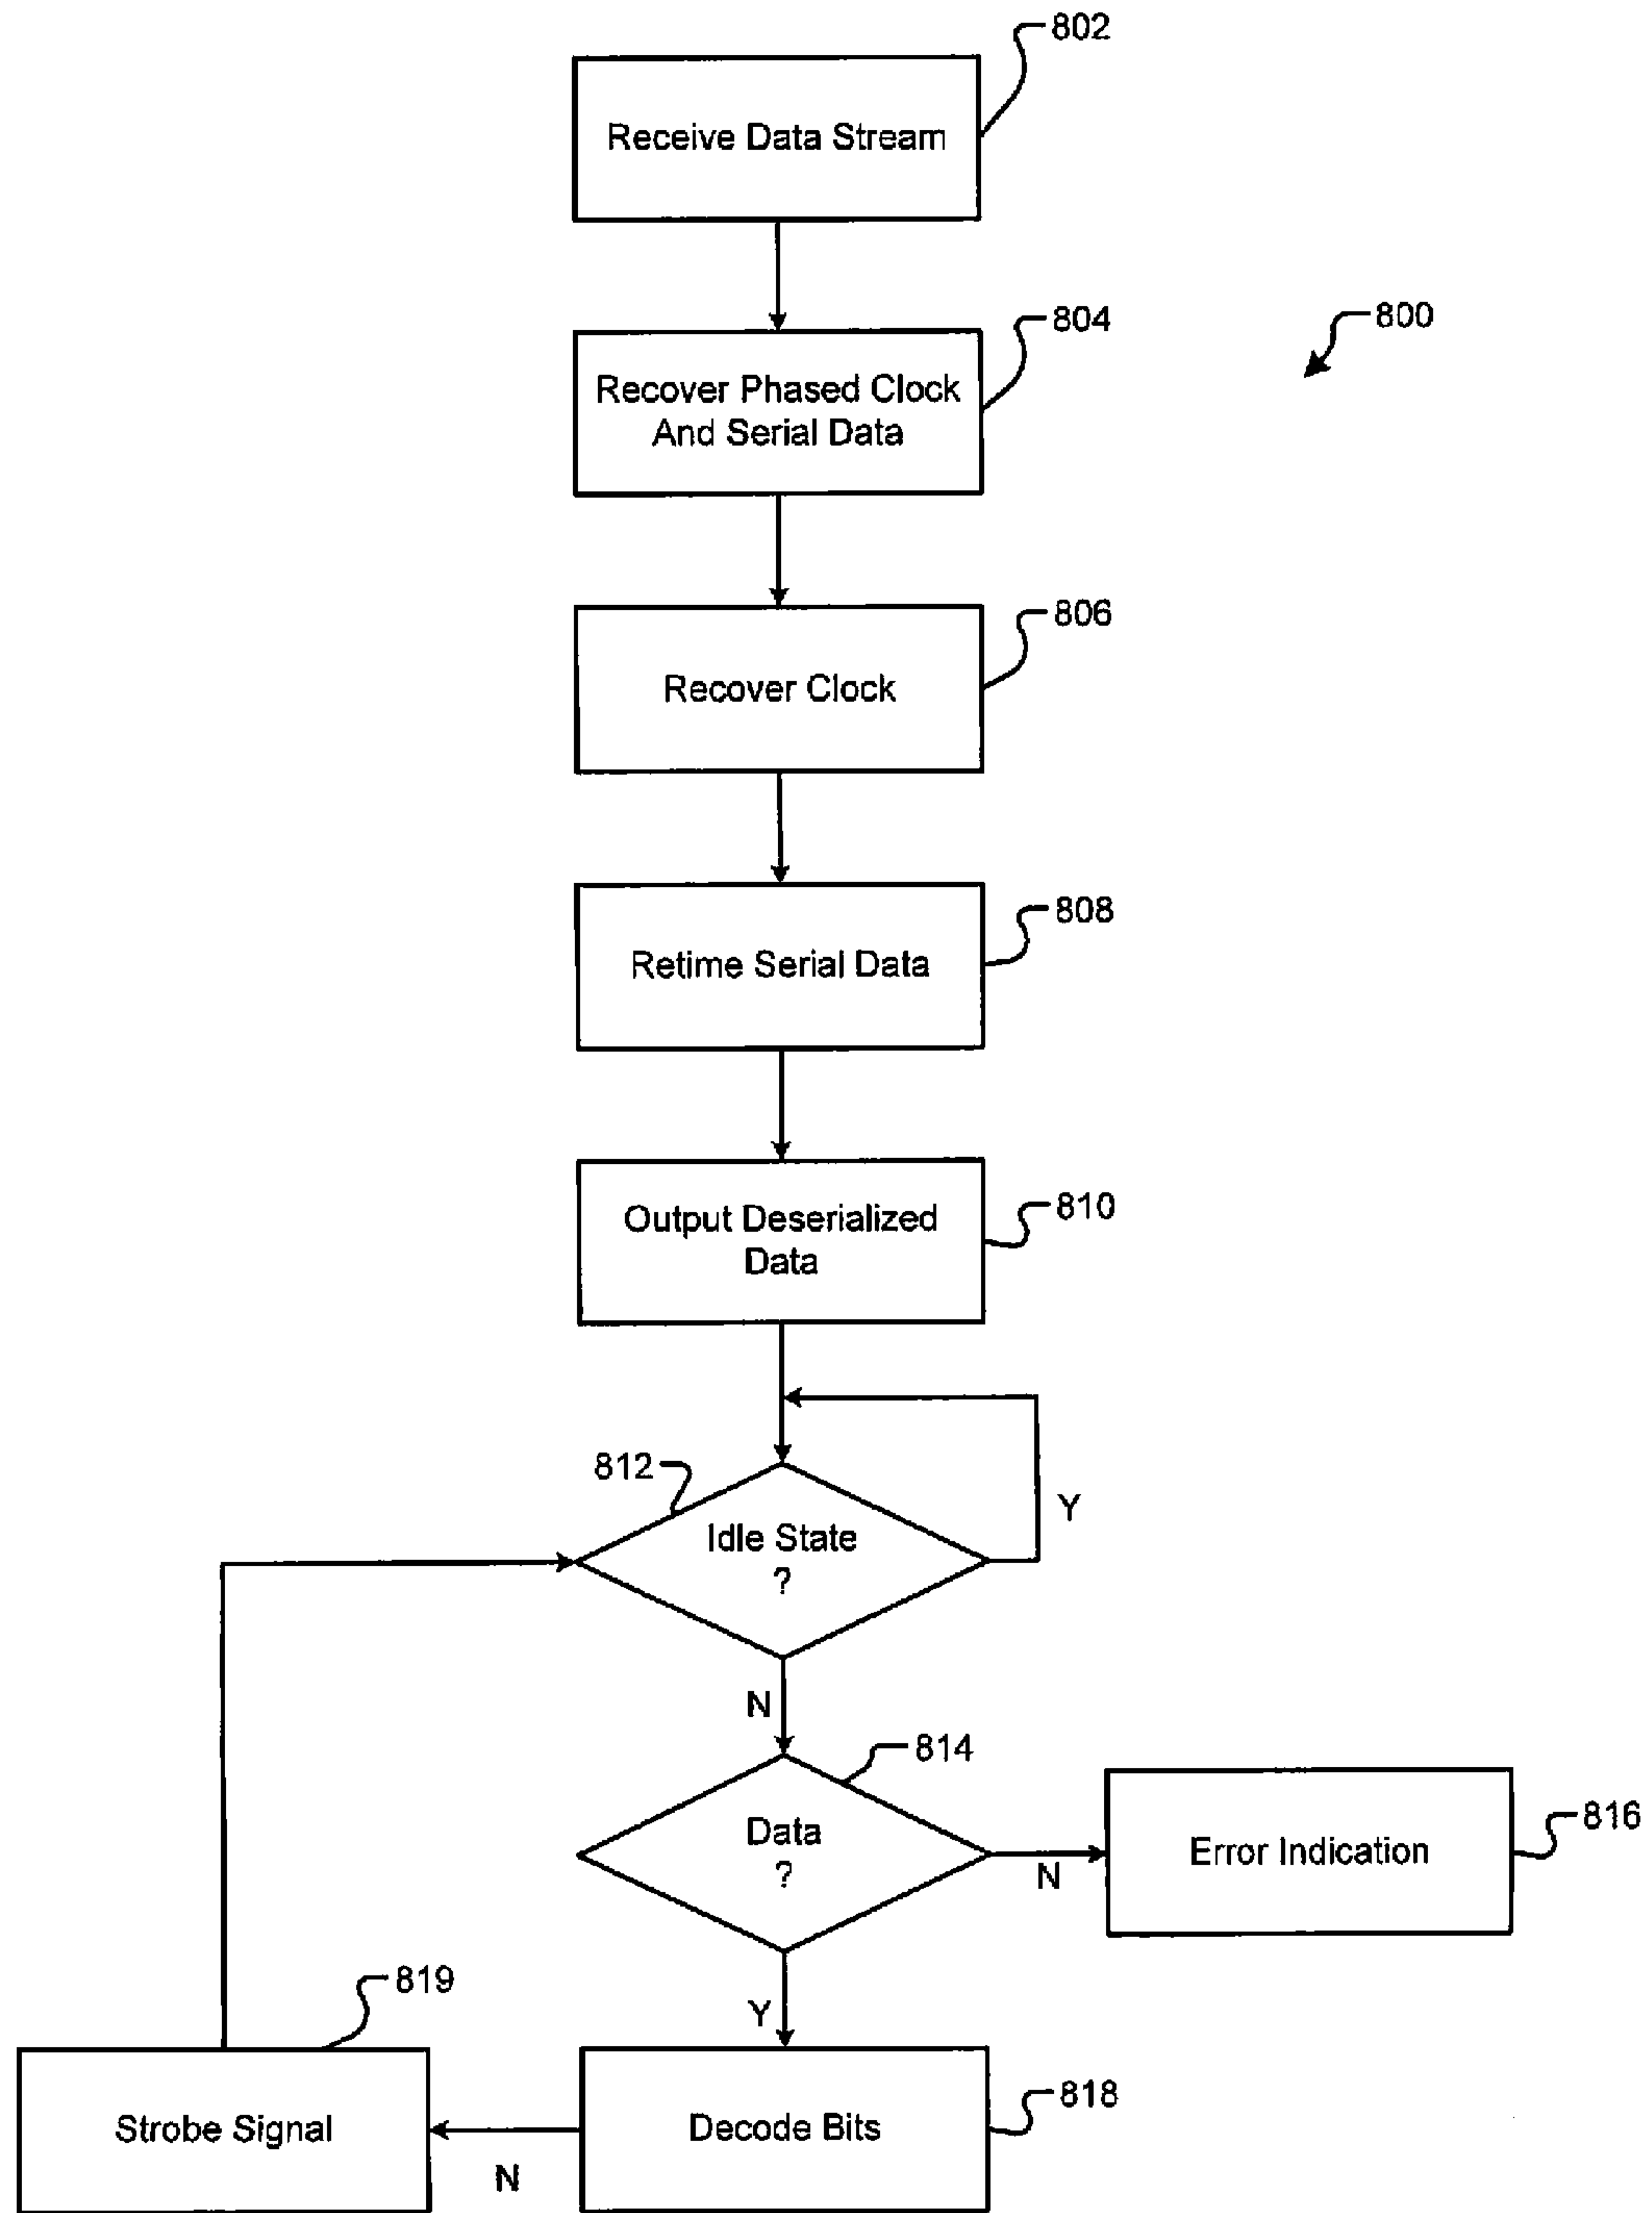 802
Receive Data Stream
804
800
Recover Phased Clock
And Serial Data
806
Recover Clock
808
Retime Serial Data
810
Output Deserialized
Data
812
Idle State
?
Y
N
814
Data
?
N
816
Error Indication
Y
819
Strobe Signal
N
818
Decode Bits